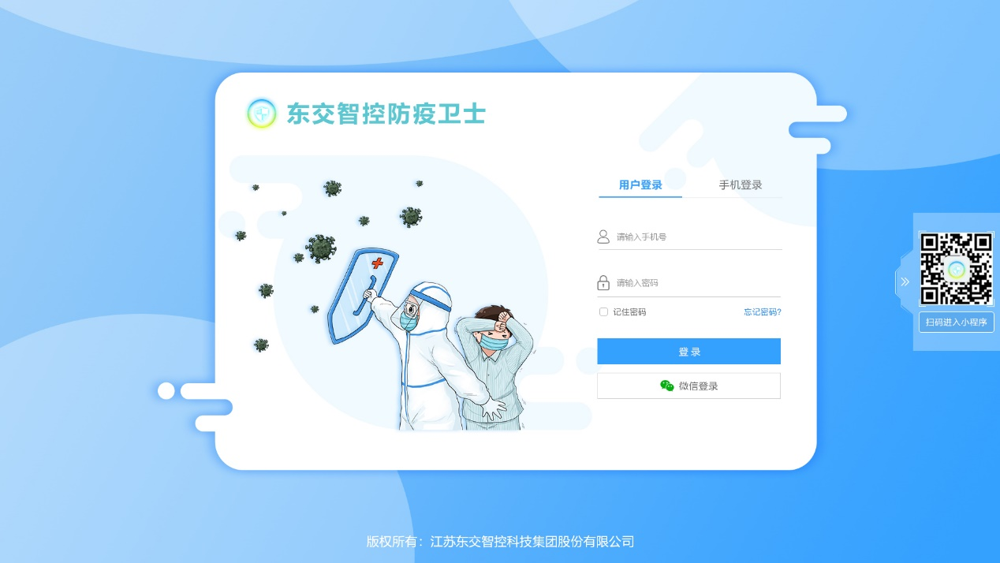 东交智控防疫卫士
用户登录
手机登录
请输入手机号
请输入密码
记住密码
忘记密码?
登 录
微信登录
扫码进入小程序
版权所有：江苏东交智控科技集团股份有限公司